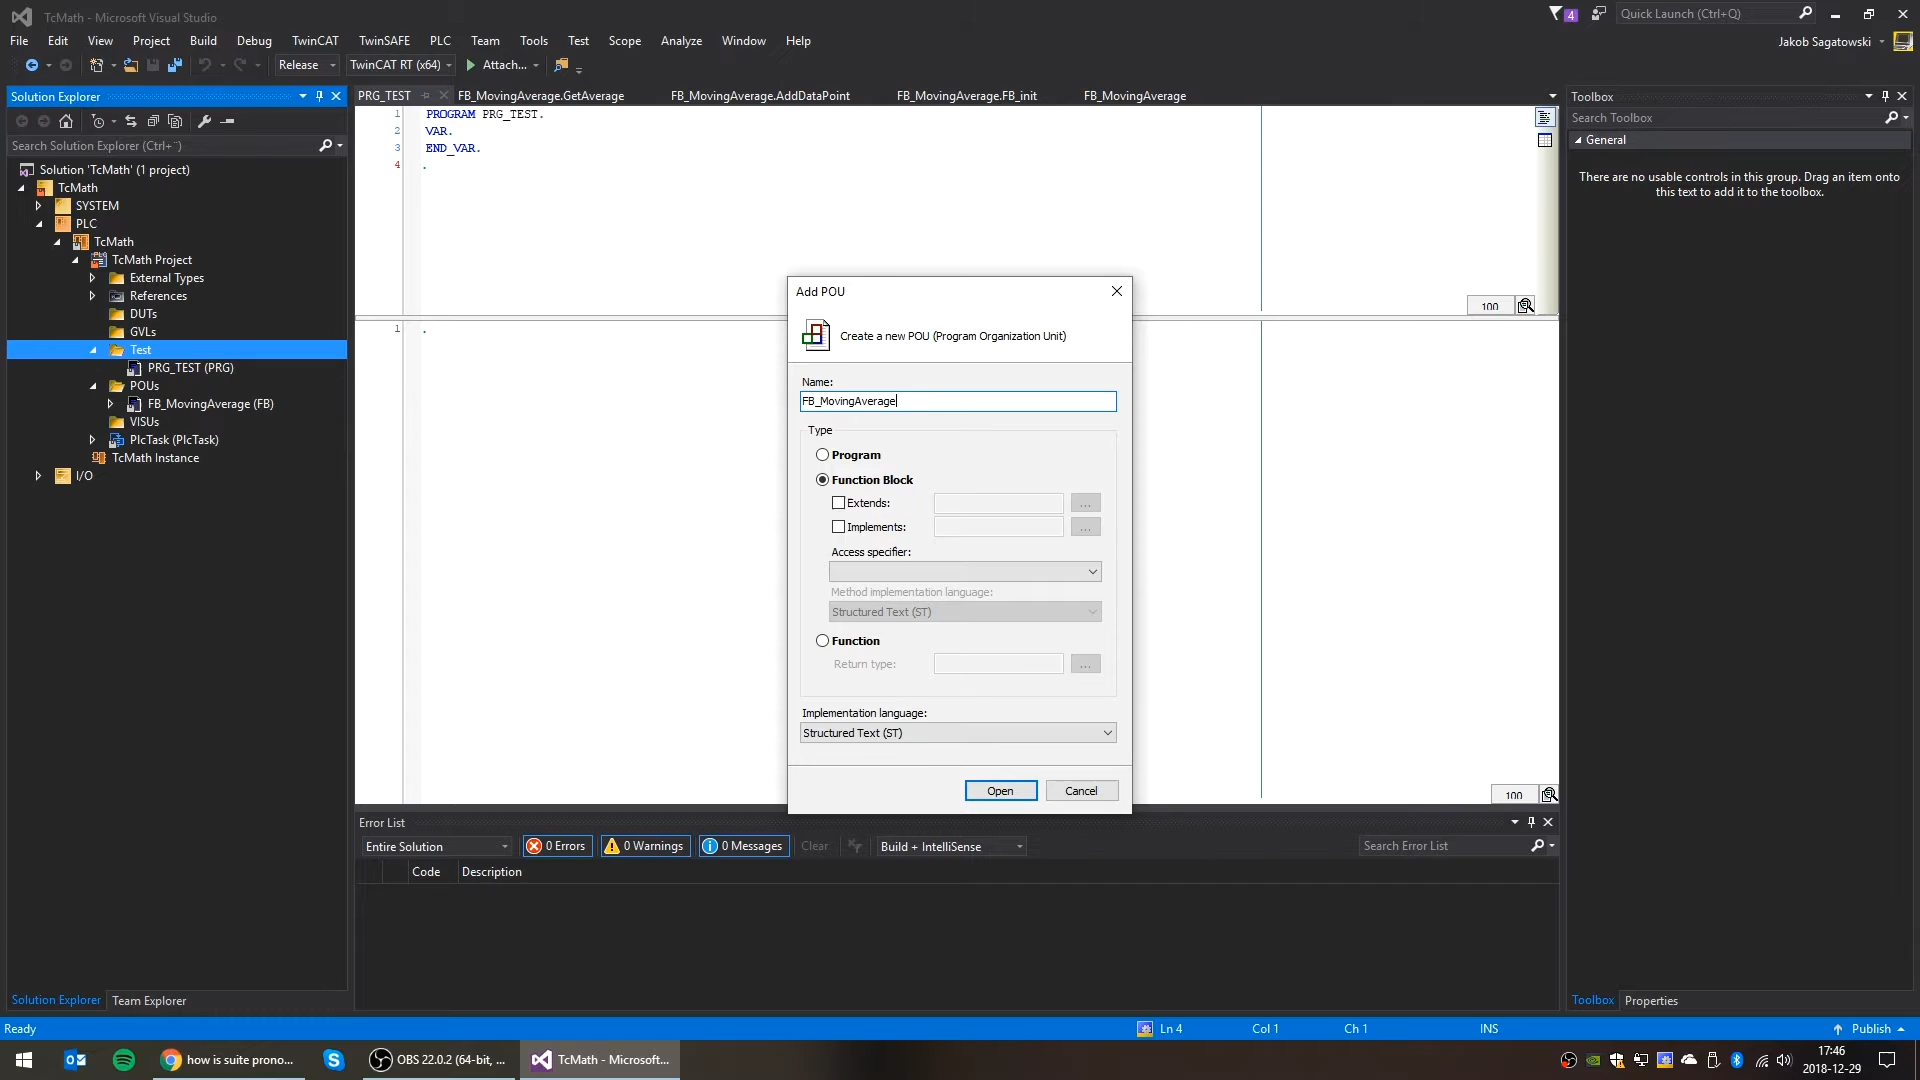 TcMath - Microsoft Visual Studio
4
Quick Launch (Ctrl+Q)
File Edit View Project Build Debug TwinCAT TwinSAFE PLC Team Tools Test Scope Analyze Window Help
Jakob Sagatowski
Release TwinCAT RT (x64) Attach...
Solution Explorer
Search Solution Explorer (Ctrl+¨)
Solution 'TcMath' (1 project)
TcMath
SYSTEM
PLC
TcMath
TcMath Project
External Types
References
DUTs
GVLs
Test
PRG_TEST (PRG)
POUs
FB_MovingAverage (FB)
VISUs
PlcTask (PlcTask)
TcMath Instance
I/O
Solution Explorer Team Explorer
PRG_TEST FB_MovingAverage.GetAverage FB_MovingAverage.AddDataPoint FB_MovingAverage.FB_init FB_MovingAverage
1 PROGRAM PRG_TEST.
2 VAR.
3 END_VAR.
4 .
100
1 .
100
Add POU
Create a new POU (Program Organization Unit)
Name:
FB_MovingAverage
Type
Program
Function Block
Extends: ...
Implements: ...
Access specifier:
Method implementation language:
Structured Text (ST)
Function
Return type: ...
Implementation language:
Structured Text (ST)
Open Cancel
Error List
Entire Solution 0 Errors 0 Warnings 0 Messages Clear Build + IntelliSense Search Error List
Code Description
Toolbox
Search Toolbox
General
There are no usable controls in this group. Drag an item onto
this text to add it to the toolbox.
Toolbox Properties
Ready Ln 4 Col 1 Ch 1 INS Publish
how is suite prono... OBS 22.0.2 (64-bit, ... TcMath - Microsoft...
17:46
2018-12-29